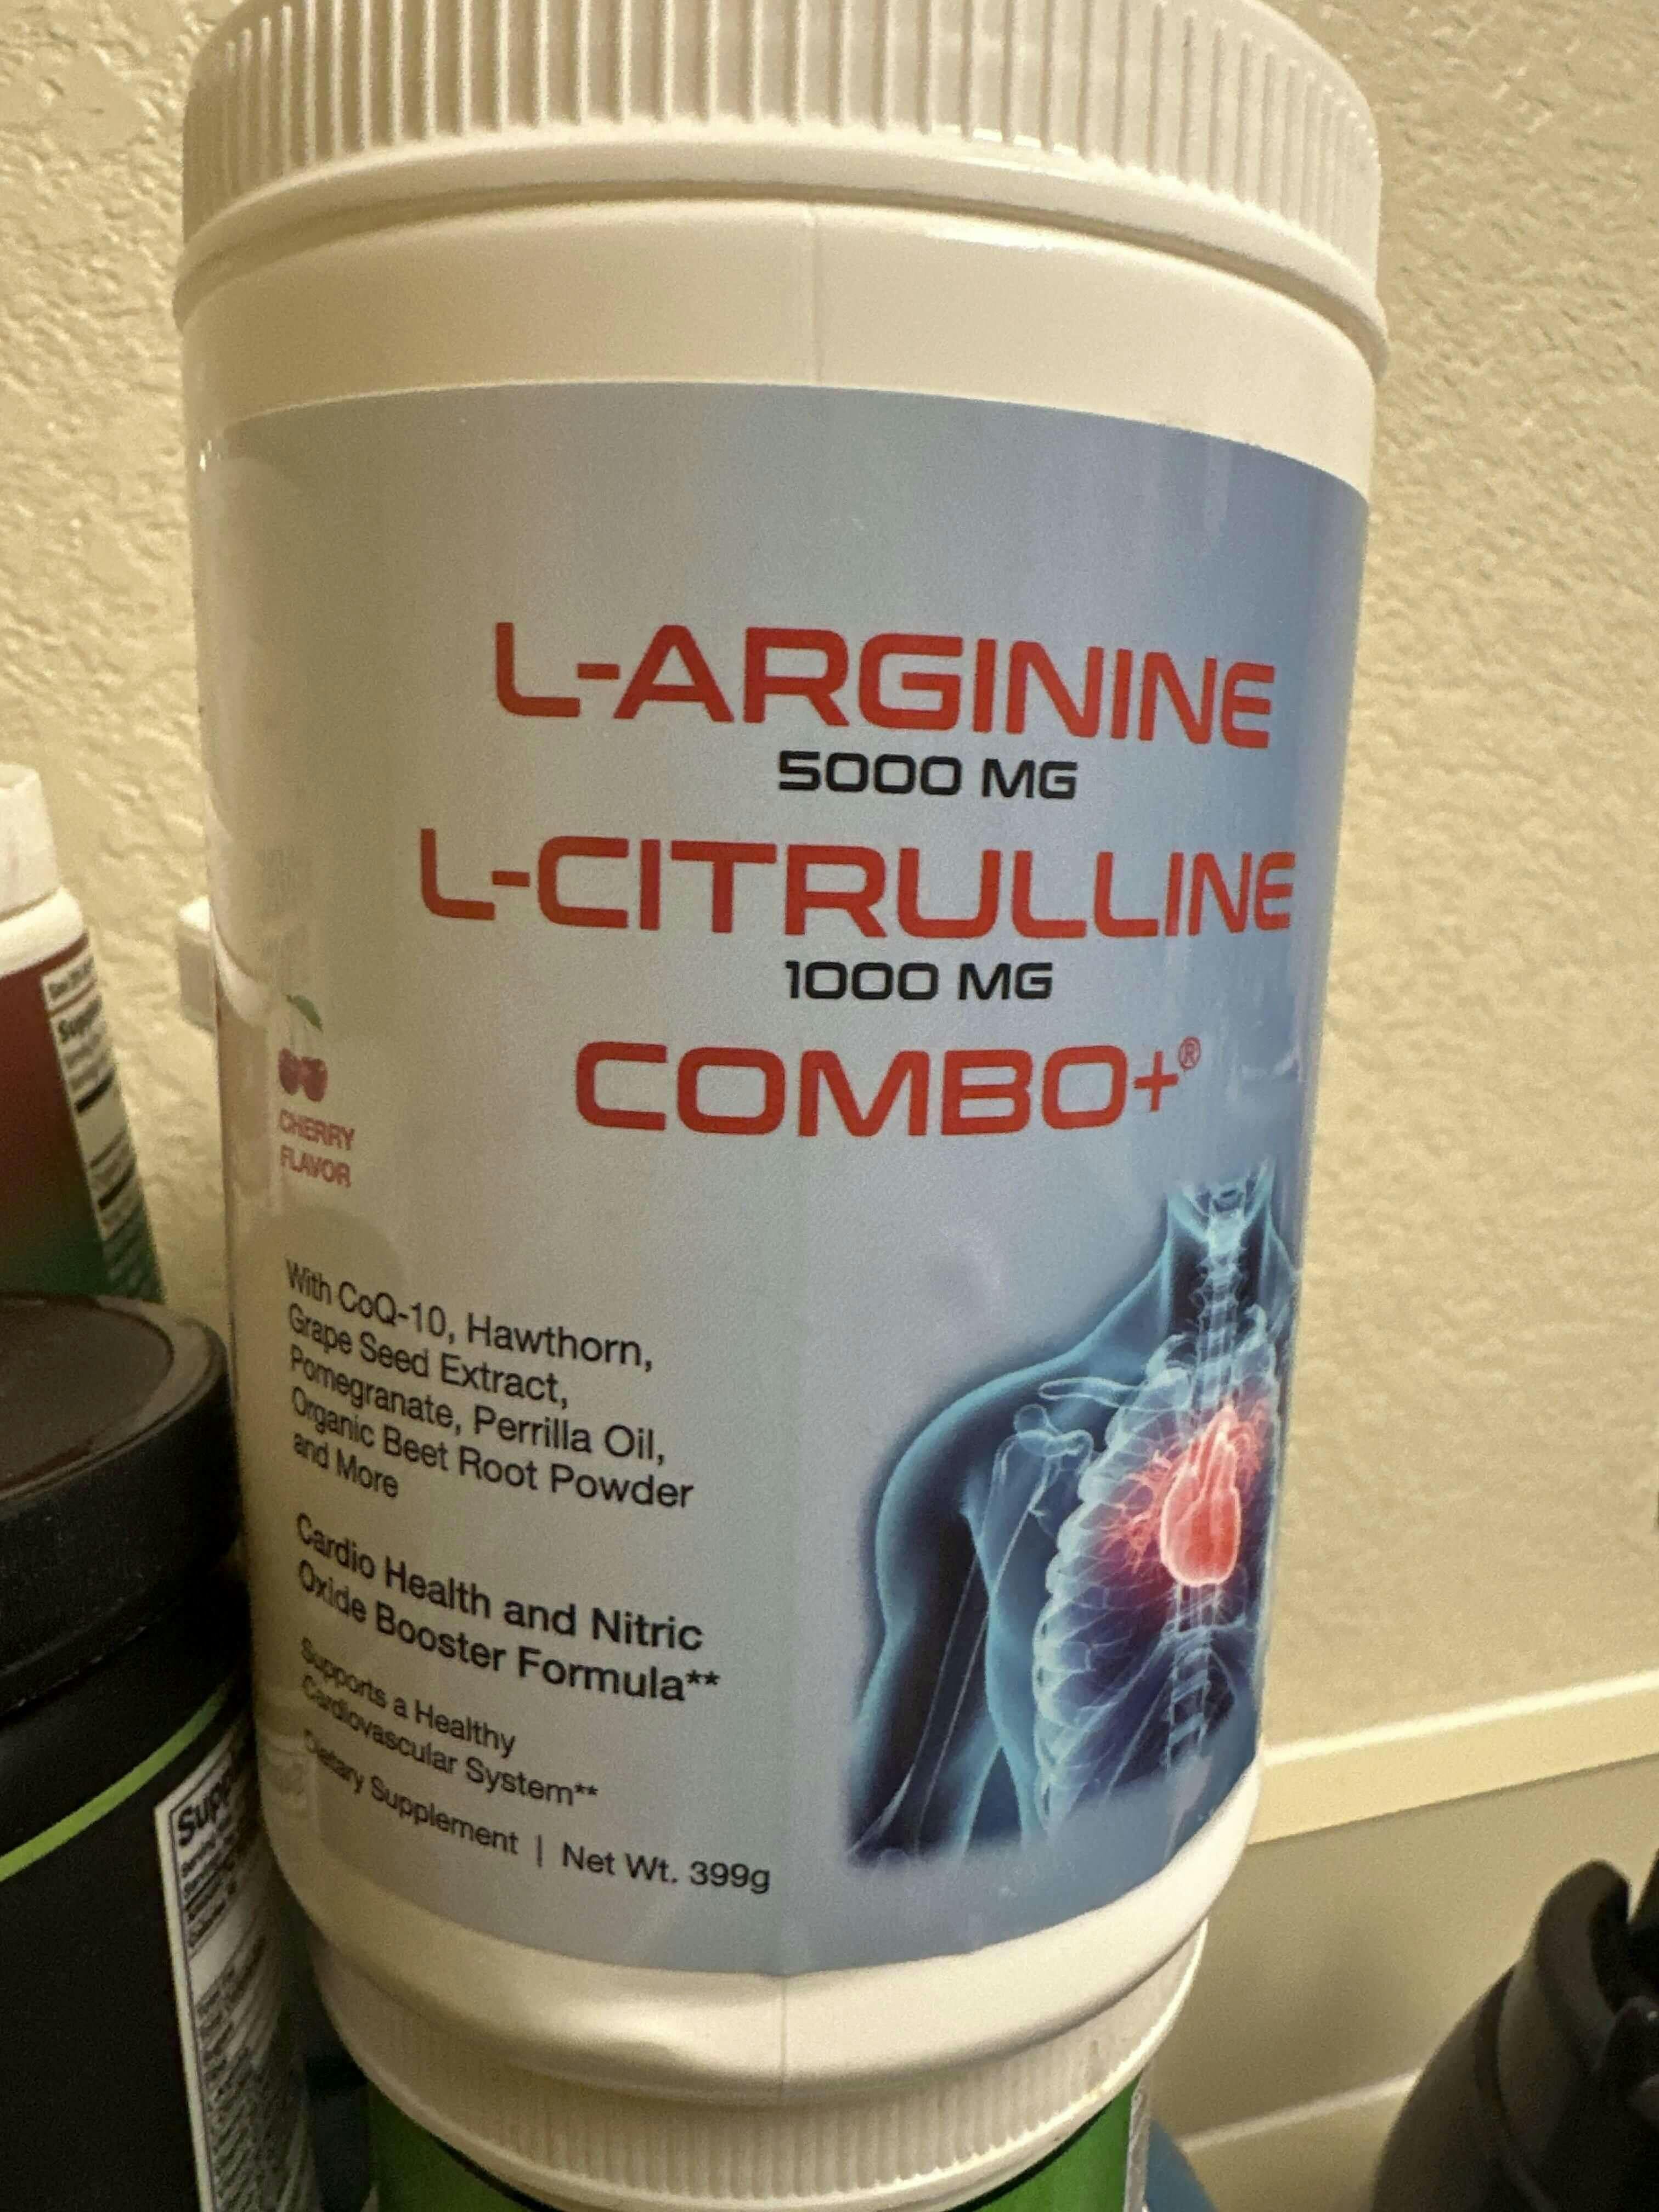 L-ARGININE
5000 MG
L-CITRULLINE
1000 MG
COMBO+®
CHERRY
FLAVOR
With CoQ-10, Hawthorn,
Grape Seed Extract,
Pomegranate, Perrilla Oil,
Organic Beet Root Powder
and More
Cardio Health and Nitric
Oxide Booster Formula**
Supports a Healthy
Cardiovascular System**
Dietary Supplement | Net Wt. 399g